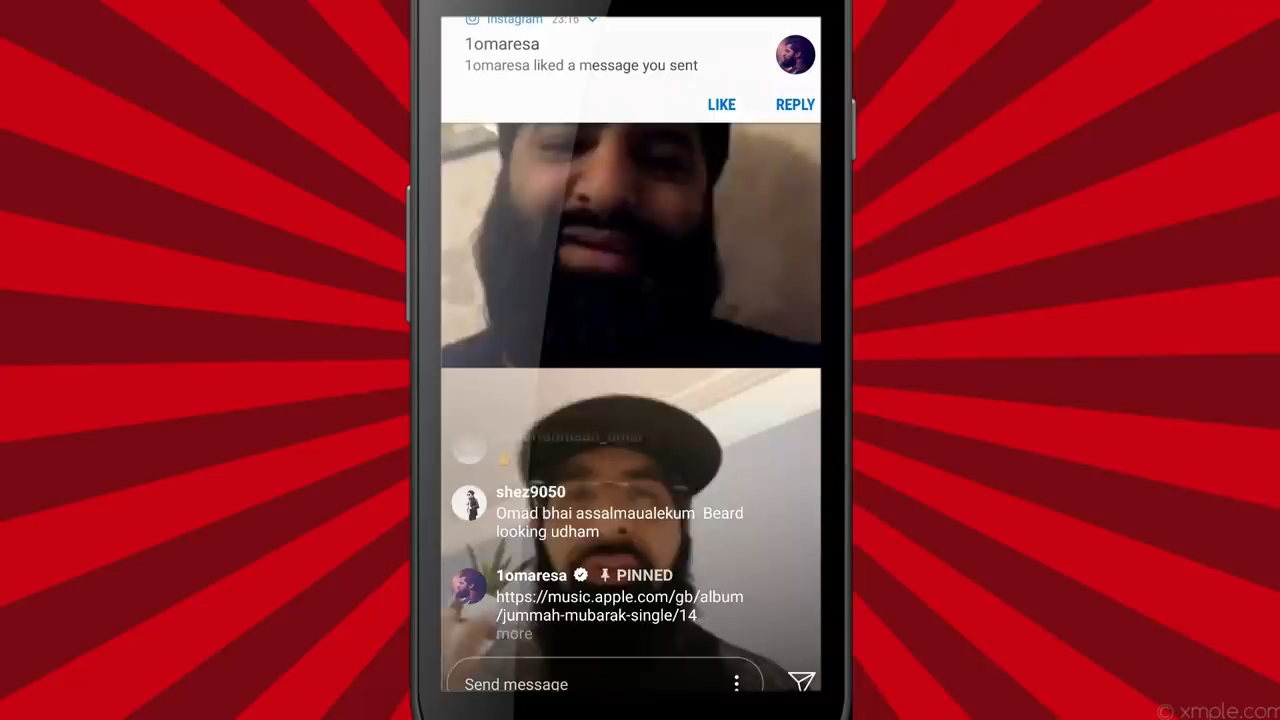 Instagram 23:16
1omaresa
1omaresa liked a message you sent
LIKE REPLY
shez9050
Omad bhai assalmaualekum Beard
looking udham
1omaresa PINNED
https://music.apple.com/gb/album
/jummah-mubarak-single/14
more
Send message
© xmple.com